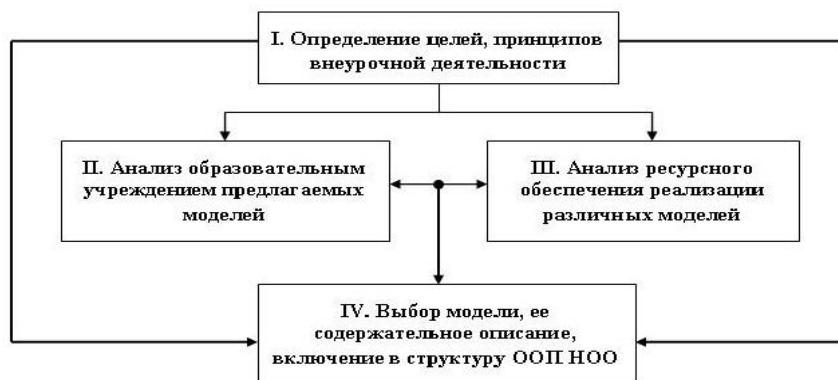 I. Определение целей, принципов
внеурочной деятельности
II. Анализ образовательным
учреждением предлагаемых
моделей
III. Анализ ресурсного
обеспечения реализации
различных моделей
IV. Выбор модели, ее
содержательное описание,
включение в структуру ООП НОО